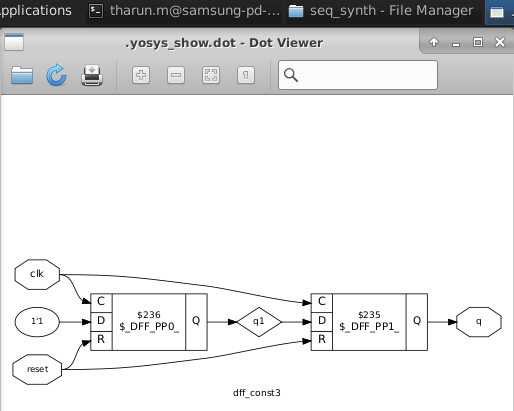 pplications
tharun.m@samsung-pd-...
seq_synth - File Manager
.yosys_show.dot - Dot Viewer
clk
1'1
reset
C
D
R
$236
$_DFF_PP0_
Q
q1
C
D
R
$235
$_DFF_PP1_
Q
q
dff_const3